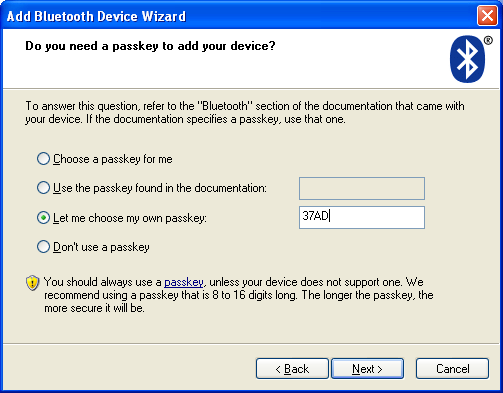 Add Bluetooth Device Wizard
Do you need a passkey to add your device?
®
To answer this question, refer to the "Bluetooth" section of the documentation that came with
your device. If the documentation specifies a passkey, use that one.
Choose a passkey for me
Use the passkey found in the documentation:
Let me choose my own passkey: 37AD
Don't use a passkey
You should always use a passkey, unless your device does not support one. We
recommend using a passkey that is 8 to 16 digits long. The longer the passkey, the
more secure it will be.
< Back Next > Cancel